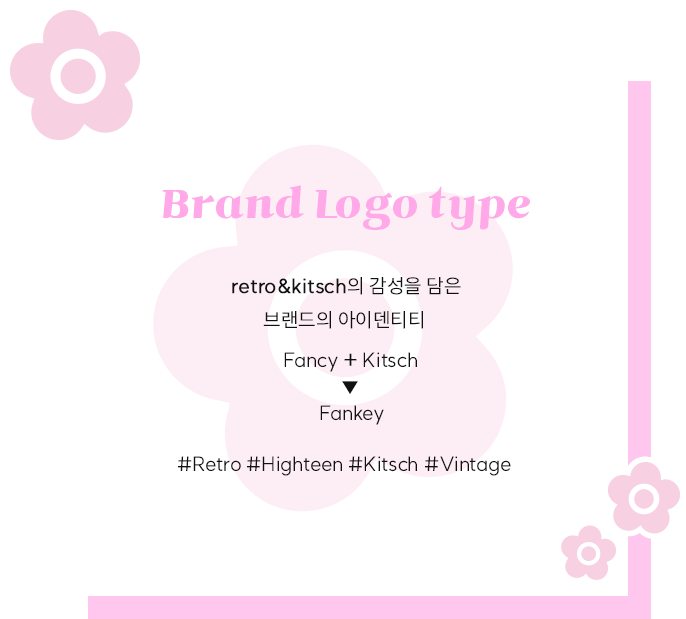 Brand Logo type
retro&kitsch의 감성을 담은
브랜드의 아이덴티티
Fancy + Kitsch
▼
Fankey
#Retro #Highteen #Kitsch #Vintage